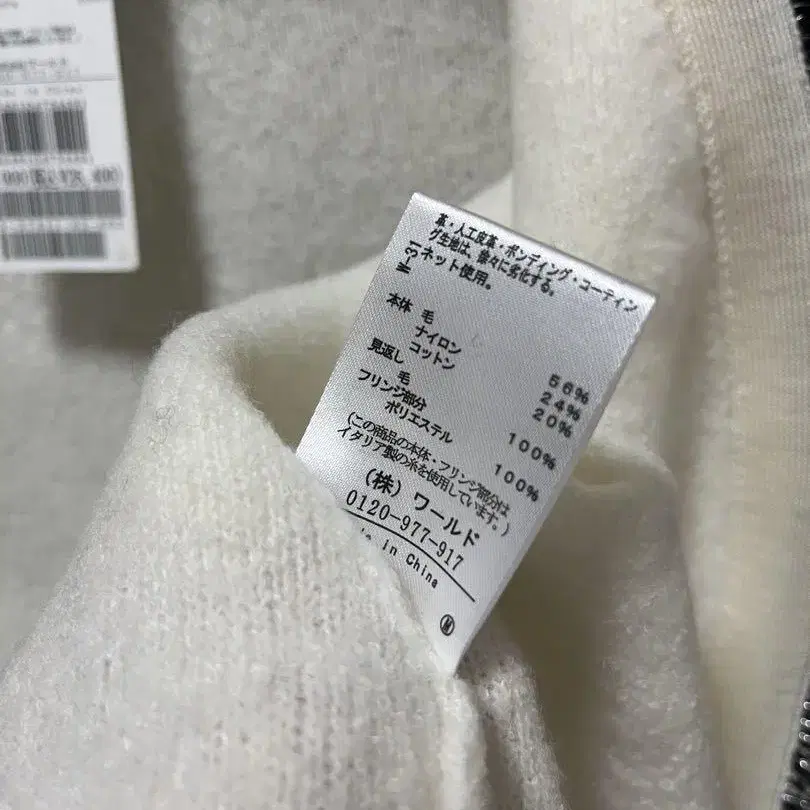 革・人工皮革・ボンディング・コーティン
グ生地は、徐々に劣化する。
W-31
ネット使用。
本体 毛 56%
ナイロン 24%
コットン 20%
見返し
毛 100%
フリンジ部分
ポリエステル 100%
(この商品の本体・フリンジ部分は
イタリア製の糸を使用しています。)
(株) ワールド
0120-977-917
in China